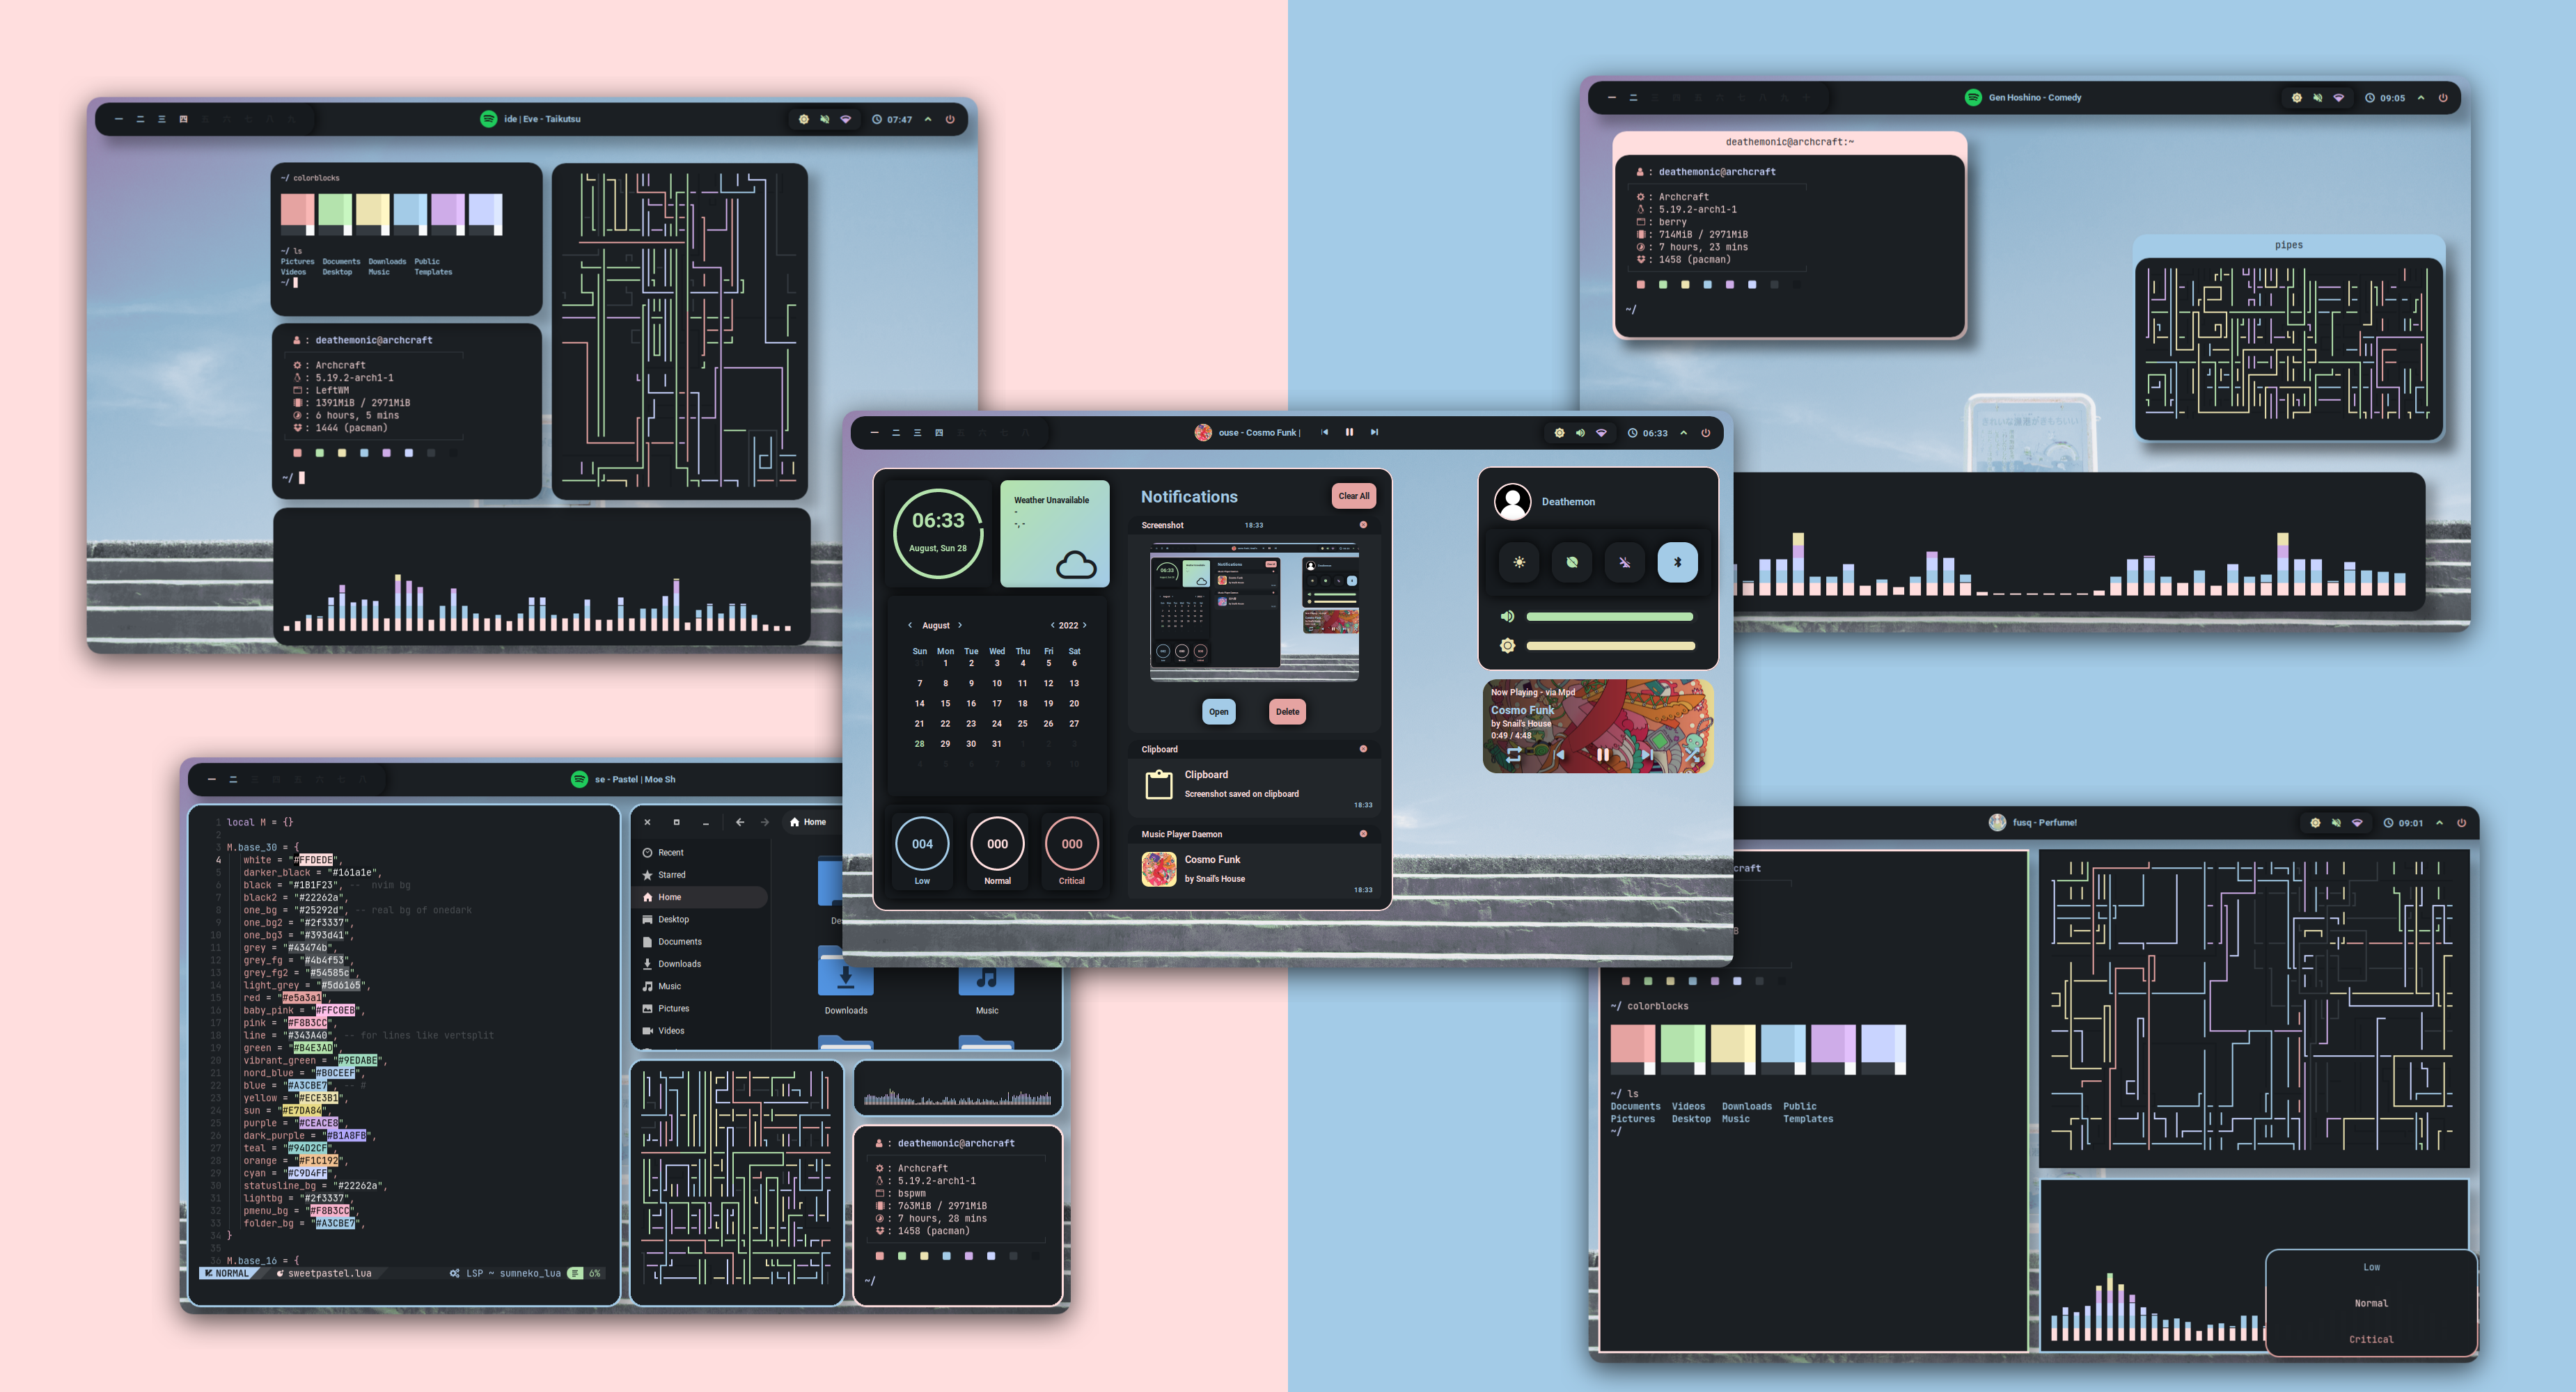 一 二 三 四
ide | Eve - Taikutsu
07:47
~/ colorblocks
~/ ls
Pictures Documents Downloads Public
Videos Desktop Music Templates
~/
: deathemonic@archcraft
: Archcraft
: 5.19.2-arch1-1
: LeftWM
: 1391MiB / 2971MiB
: 6 hours, 5 mins
: 1444 (pacman)
~/
一 二
Gen Hoshino - Comedy
09:05
deathemonic@archcraft:~
: deathemonic@archcraft
: Archcraft
: 5.19.2-arch1-1
: berry
: 714MiB / 2971MiB
: 7 hours, 23 mins
: 1458 (pacman)
~/
pipes
一 二 三 四
ouse - Cosmo Funk |
06:33
06:33
August, Sun 28
Weather Unavailable
-
-, -
August
2022
Sun Mon Tue Wed Thu Fri Sat
31 1 2 3 4 5 6
7 8 9 10 11 12 13
14 15 16 17 18 19 20
21 22 23 24 25 26 27
28 29 30 31 1 2 3
4 5 6 7 8 9 10
004
Low
000
Normal
000
Critical
Notifications
Clear All
Screenshot 18:33
Open
Delete
Clipboard
Clipboard
Screenshot saved on clipboard
18:33
Music Player Daemon
Cosmo Funk
by Snail's House
18:33
Deathemon
Now Playing - via Mpd
Cosmo Funk
by Snail's House
0:49 / 4:48
一 二
se - Pastel | Moe Sh
1 local M = {}
2
3 M.base_30 = {
4 white = "#FFDEDE",
5 darker_black = "#161a1e",
6 black = "#1B1F23", -- nvim bg
7 black2 = "#22262a",
8 one_bg = "#25292d", -- real bg of onedark
9 one_bg2 = "#2f3337",
10 one_bg3 = "#393d41",
11 grey = "#43474b",
12 grey_fg = "#4b4f53",
13 grey_fg2 = "#54585c",
14 light_grey = "#5d6165",
15 red = "#e5a3a1",
16 baby_pink = "#FFC0EB",
17 pink = "#F8B3CC",
18 line = "#343A40", -- for lines like vertsplit
19 green = "#B4E3AD",
20 vibrant_green = "#9EDABE",
21 nord_blue = "#B0CEEF",
22 blue = "#A3CBE7", -- #
23 yellow = "#ECE3B1",
24 sun = "#E7DA84",
25 purple = "#CEACE8",
26 dark_purple = "#B1A8FB",
27 teal = "#94D2CF",
28 orange = "#F1C192",
29 cyan = "#C9D4FF",
30 statusline_bg = "#22262a",
31 lightbg = "#2f3337",
32 pmenu_bg = "#F8B3CC",
33 folder_bg = "#A3CBE7",
34 }
35
36 M.base_16 = {
NORMAL sweetpastel.lua LSP ~ sumneko_lua 6%
Home
Recent
Starred
Home
Desktop
Documents
Downloads
Music
Pictures
Videos
De
Downloads
Music
: deathemonic@archcraft
: Archcraft
: 5.19.2-arch1-1
: bspwm
: 763MiB / 2971MiB
: 7 hours, 28 mins
: 1458 (pacman)
~/
fusq - Perfume!
09:01
craft
B
~/ colorblocks
~/ ls
Documents Videos Downloads Public
Pictures Desktop Music Templates
~/
Low
Normal
Critical